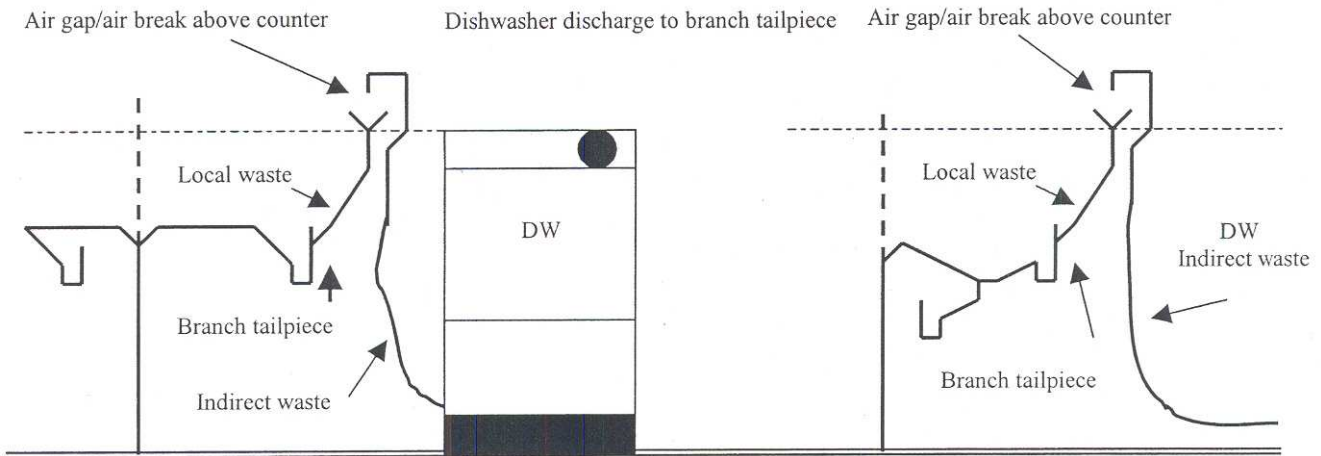 Air gap/air break above counter
Dishwasher discharge to branch tailpiece
Air gap/air break above counter
Local waste
DW
Branch tailpiece
Indirect waste
Local waste
DW
Indirect waste
Branch tailpiece